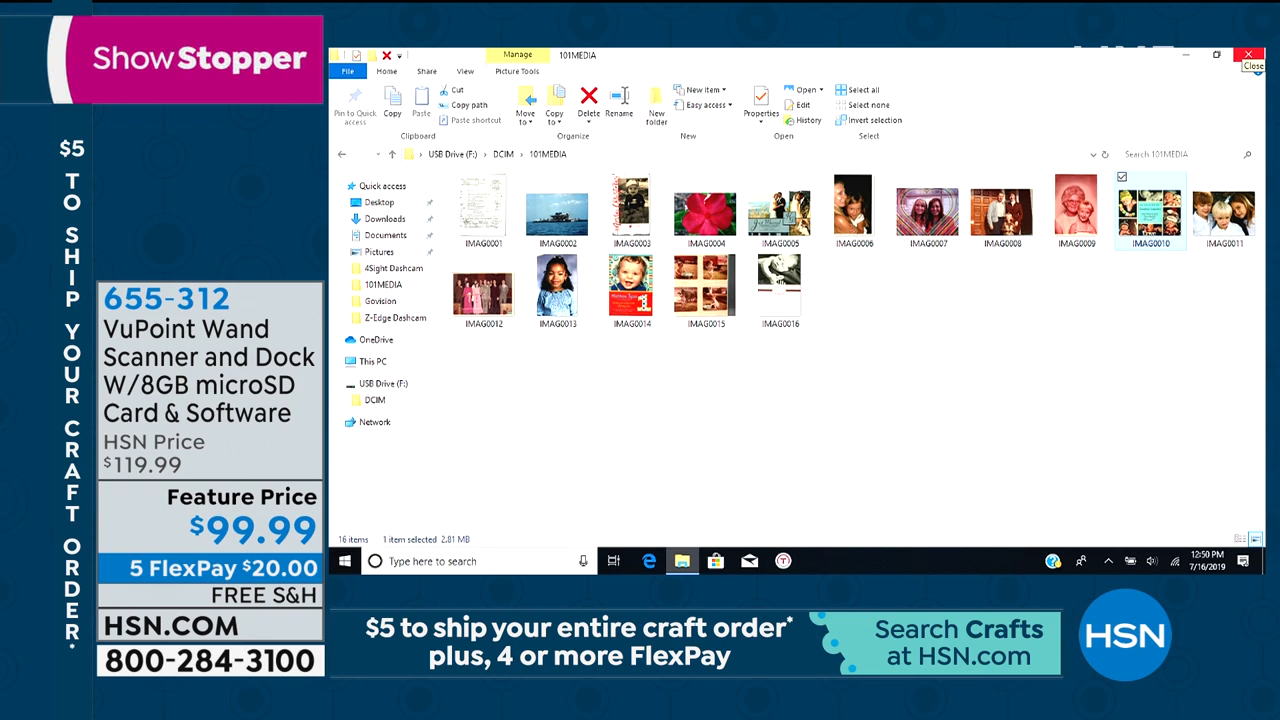 Show Stopper
$5
TO SHIP YOUR CRAFT ORDER.*
655-312
VuPoint Wand
Scanner and Dock
W/8GB microSD
Card & Software
HSN Price
$119.99
Feature Price
$99.99
5 FlexPay $20.00
FREE S&H
HSN.COM
800-284-3100
Manage
101MEDIA
Close
File
Home
Share
View
Picture Tools
Pin to Quick access
Copy
Paste
Cut
Copy path
Paste shortcut
Clipboard
Move to
Copy to
Delete
Rename
Organize
New folder
New item
Easy access
New
Properties
Open
Edit
History
Open
Select all
Select none
Invert selection
Select
USB Drive (F:) › DCIM › 101MEDIA
Search 101MEDIA
Quick access
Desktop
Downloads
Documents
Pictures
4Sight Dashcam
101MEDIA
Govision
Z-Edge Dashcam
OneDrive
This PC
USB Drive (F:)
DCIM
Network
IMAG0001
IMAG0002
IMAG0003
IMAG0004
IMAG0005
IMAG0006
IMAG0007
IMAG0008
IMAG0009
IMAG0010
IMAG0011
IMAG0012
IMAG0013
IMAG0014
IMAG0015
IMAG0016
16 items
1 item selected 2.81 MB
Type here to search
12:50 PM
7/16/2019
$5 to ship your entire craft order*
plus, 4 or more FlexPay
Search Crafts
at HSN.com
HSN